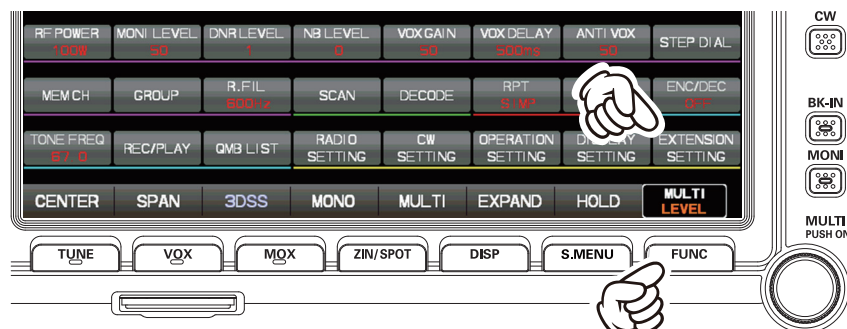 RF POWER MONI LEVEL DNR LEVEL NB LEVEL VOX GAIN VOX DELAY ANTI VOX STEP DIAL
100W 50 1 0 50 500ms 50
MEM CH GROUP R.FIL SCAN DECODE RPT ENC/DEC
600Hz SIMP OFF
TONE FREQ REC/PLAY QMB LIST RADIO SETTING CW SETTING OPERATION SETTING SETTING EXTENSION SETTING
67.0
CENTER SPAN 3DSS MONO MULTI EXPAND HOLD MULTI LEVEL
TUNE VOX MOX ZIN/SPOT DISP S.MENU FUNC
CW
BK-IN
MONI
MULTI
PUSH ON